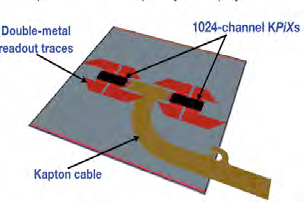 1024-channel KPiXs
Double-metal
readout traces
Kapton cable